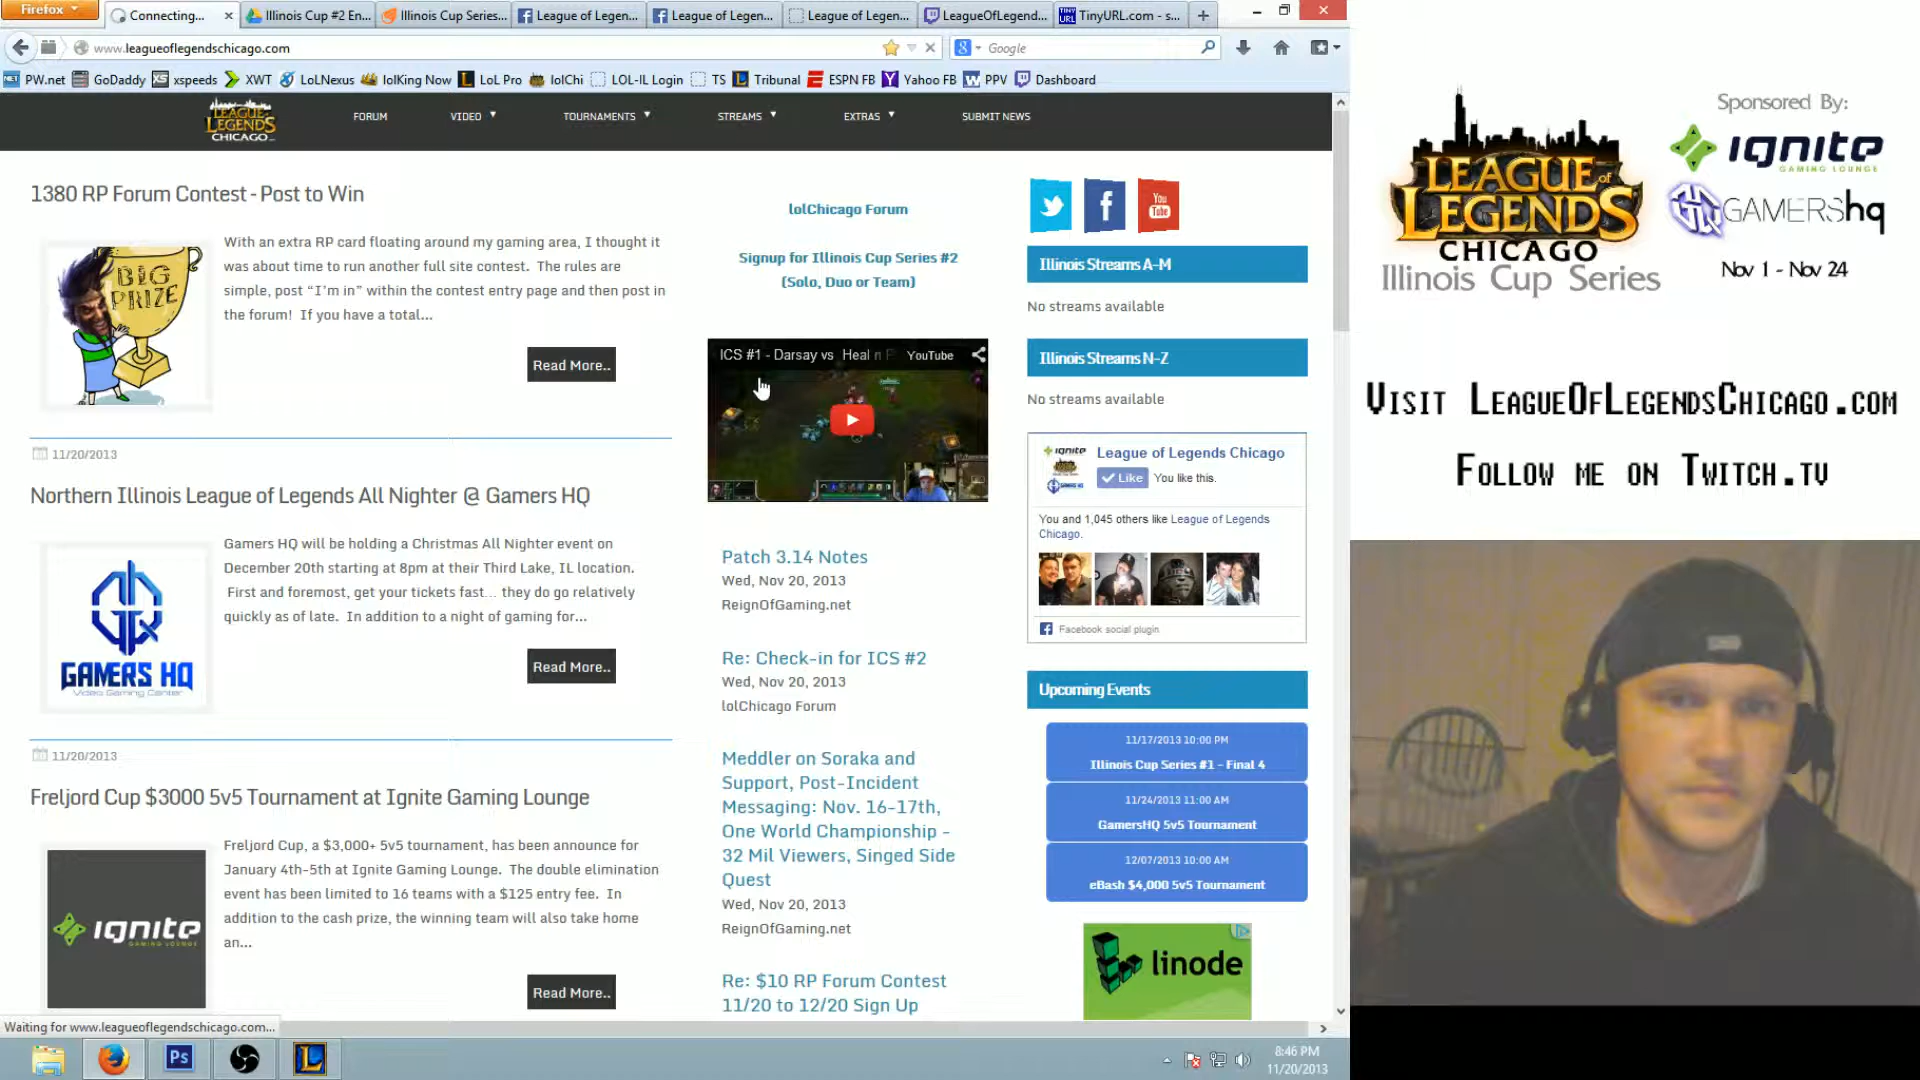 Firefox
Connecting...
Illinois Cup #2 En...
Illinois Cup Series...
League of Legen...
League of Legen...
League of Legen...
LeagueOfLegend...
TinyURL.com - s...
www.leagueoflegendschicago.com
Google
PW.net
GoDaddy
xspeeds
XWT
LoLNexus
lolKing Now
LoL Pro
lolChi
LOL-IL Login
TS
Tribunal
ESPN FB
Yahoo FB
PPV
Dashboard
LEAGUE of LEGENDS CHICAGO
FORUM
VIDEO
TOURNAMENTS
STREAMS
EXTRAS
SUBMIT NEWS
1380 RP Forum Contest - Post to Win
BIG
PRIZE
With an extra RP card floating around my gaming area, I thought it
was about time to run another full site contest. The rules are
simple, post “I’m in” within the contest entry page and then post in
the forum! If you have a total...
Read More..
11/20/2013
Northern Illinois League of Legends All Nighter @ Gamers HQ
GAMERS HQ
Video Gaming Center
Gamers HQ will be holding a Christmas All Nighter event on
December 20th starting at 8pm at their Third Lake, IL location.
First and foremost, get your tickets fast... they do go relatively
quickly as of late. In addition to a night of gaming for...
Read More..
11/20/2013
Freljord Cup $3000 5v5 Tournament at Ignite Gaming Lounge
ignite
GAMING LOUNGE
Freljord Cup, a $3,000+ 5v5 tournament, has been announce for
January 4th-5th at Ignite Gaming Lounge. The double elimination
event has been limited to 16 teams with a $125 entry fee. In
addition to the cash prize, the winning team will also take home
an...
Read More..
lolChicago Forum
Signup for Illinois Cup Series #2
(Solo, Duo or Team)
ICS #1 - Darsay vs Heal n
YouTube
Patch 3.14 Notes
Wed, Nov 20, 2013
ReignOfGaming.net
Re: Check-in for ICS #2
Wed, Nov 20, 2013
lolChicago Forum
Meddler on Soraka and
Support, Post-Incident
Messaging: Nov. 16-17th,
One World Championship -
32 Mil Viewers, Singed Side
Quest
Wed, Nov 20, 2013
ReignOfGaming.net
Re: $10 RP Forum Contest
11/20 to 12/20 Sign Up
You
Tube
Illinois Streams A-M
No streams available
Illinois Streams N-Z
No streams available
ignite
League of Legends Chicago
Like
You like this.
You and 1,045 others like League of Legends
Chicago.
Facebook social plugin
Upcoming Events
11/17/2013 10:00 PM
Illinois Cup Series #1 - Final 4
11/24/2013 11:00 AM
GamersHQ 5v5 Tournament
12/07/2013 10:00 AM
eBash $4,000 5v5 Tournament
linode
Waiting for www.leagueoflegendschicago.com...
Ps
8:46 PM
11/20/2013
LEAGUE
of
LEGENDS
CHICAGO
Illinois Cup Series
Sponsored By:
ignite
GAMING LOUNGE
GAMERShq
Nov 1 - Nov 24
Visit LeagueOfLegendsChicago.com
Follow me on Twitch.tv